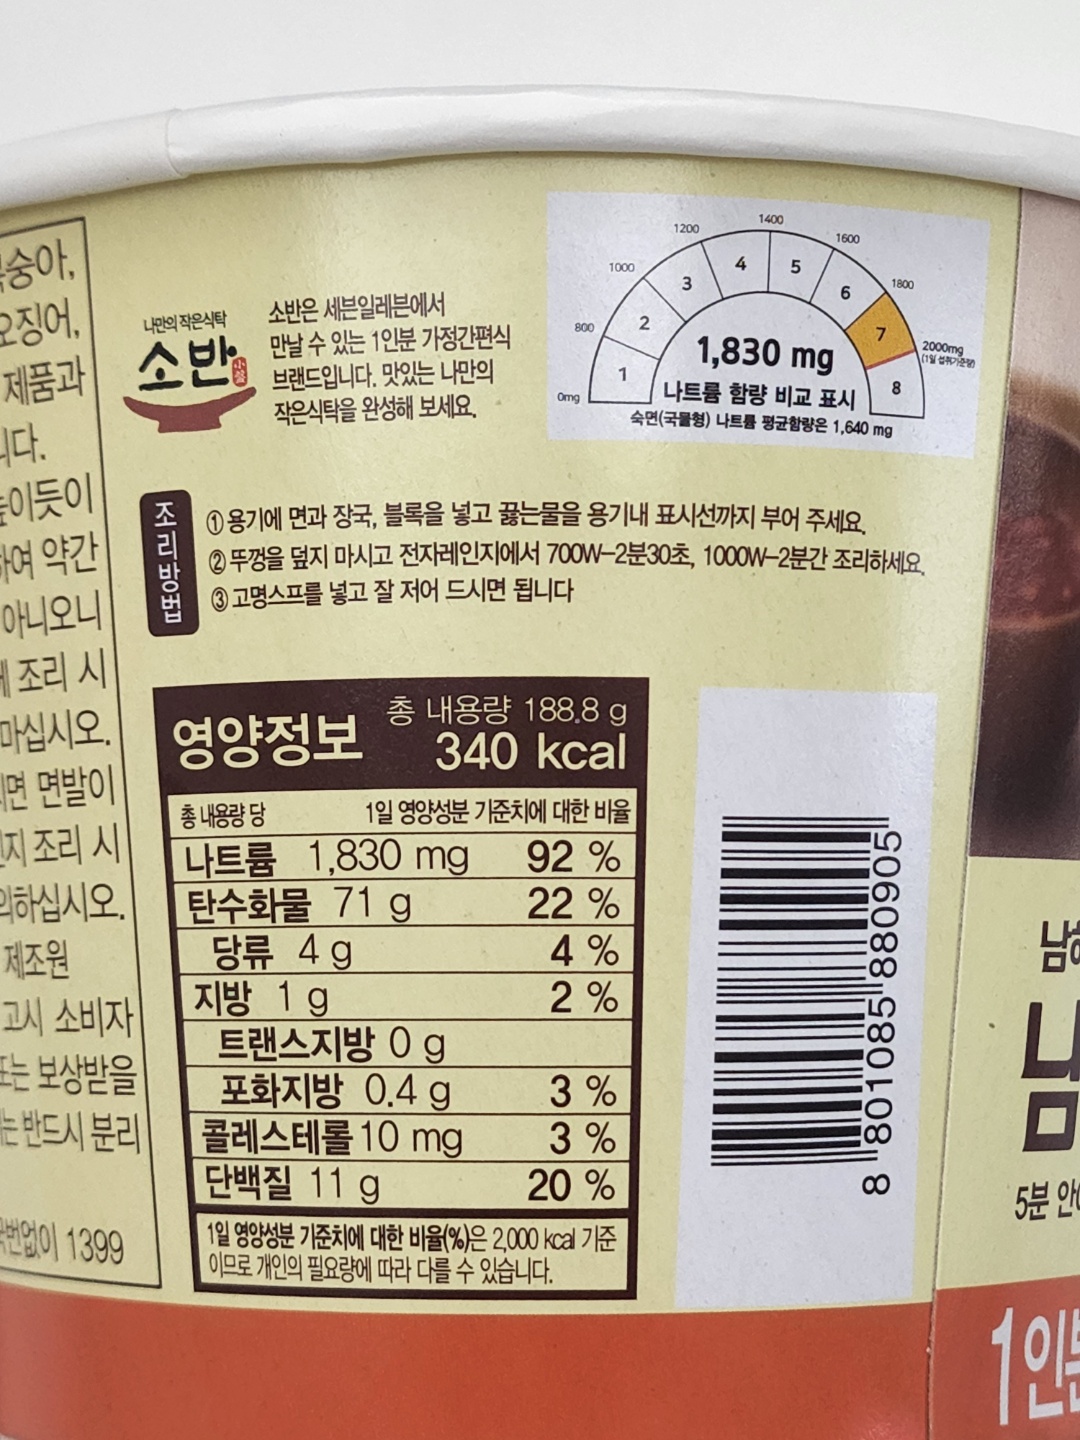 오징어,
제품과
니다.
높이듯이
하여 약간
아니오니
조리 시
마십시오.
면 면발이
조리 시
의하십시오.
제조원
고시 소비자
또는 보상받을
는 반드시 분리
국번없이 1399
나만의 작은식탁
소반
小盤
소반은 세븐일레븐에서
만날 수 있는 1인분 가정간편식
브랜드입니다. 맛있는 나만의
작은식탁을 완성해 보세요.
1400
1200
1600
1000
1800
800
2000mg
(1일 섭취기준량)
0mg
1
2
3
4
5
6
7
8
1,830 mg
나트륨 함량 비교 표시
숙면(국물형) 나트륨 평균함량은 1,640 mg
조리방법
① 용기에 면과 장국, 블록을 넣고 끓는물을 용기내 표시선까지 부어 주세요.
② 뚜껑을 덮지 마시고 전자레인지에서 700W-2분30초, 1000W-2분간 조리하세요.
③ 고명스프를 넣고 잘 저어 드시면 됩니다
영양정보
총 내용량 188.8 g
340 kcal
총 내용량 당 1일 영양성분 기준치에 대한 비율
나트륨 1,830 mg 92 %
탄수화물 71 g 22 %
당류 4 g 4 %
지방 1 g 2 %
트랜스지방 0 g
포화지방 0.4 g 3 %
콜레스테롤 10 mg 3 %
단백질 11 g 20 %
1일 영양성분 기준치에 대한 비율(%)은 2,000 kcal 기준
이므로 개인의 필요량에 따라 다를 수 있습니다.
8 801085 880905
5분
1인분